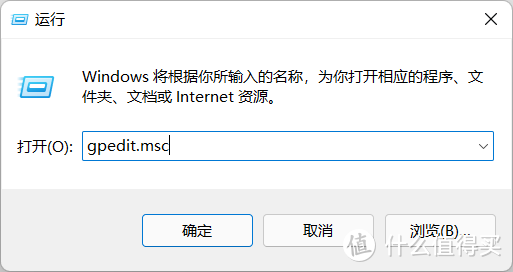 运行
Windows 将根据你所输入的名称，为你打开相应的程序、文
件夹、文档或 Internet 资源。
打开(O): gpedit.msc
确定 取消 浏览(B)...
值 什么值得买